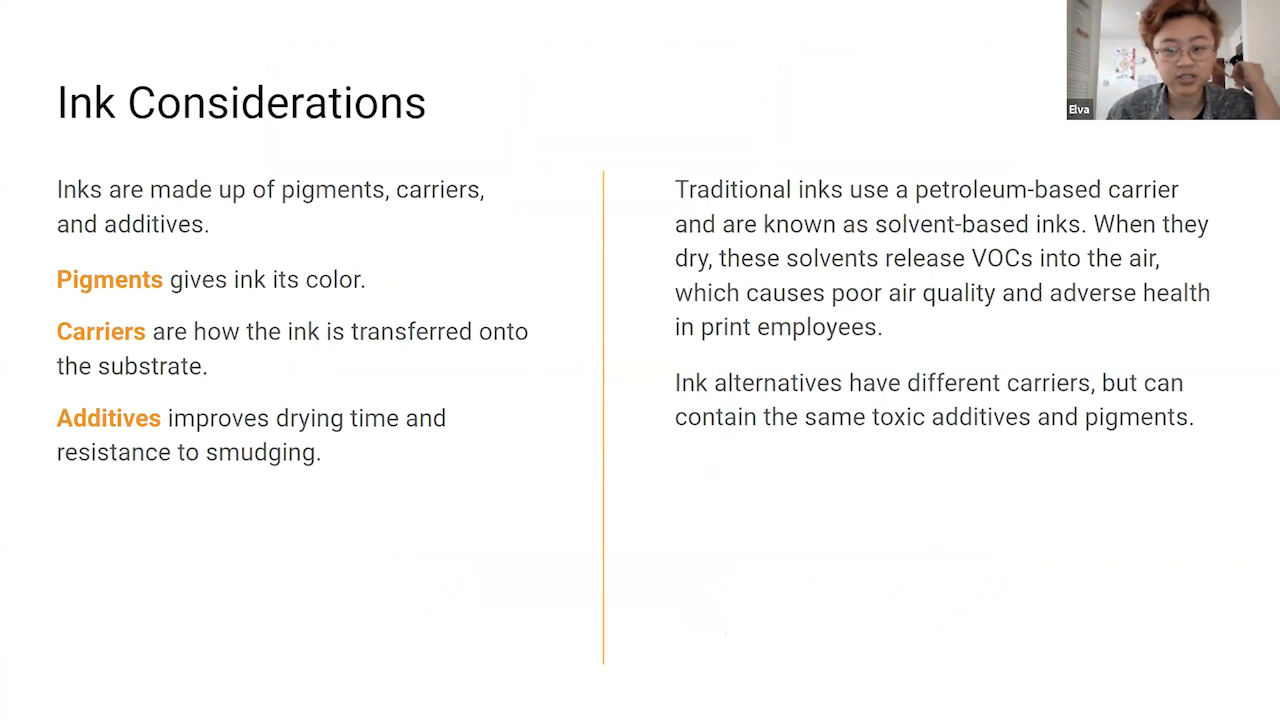 Ink Considerations
Elva
Inks are made up of pigments, carriers,
and additives.
Pigments gives ink its color.
Carriers are how the ink is transferred onto
the substrate.
Additives improves drying time and
resistance to smudging.
Traditional inks use a petroleum-based carrier
and are known as solvent-based inks. When they
dry, these solvents release VOCs into the air,
which causes poor air quality and adverse health
in print employees.
Ink alternatives have different carriers, but can
contain the same toxic additives and pigments.